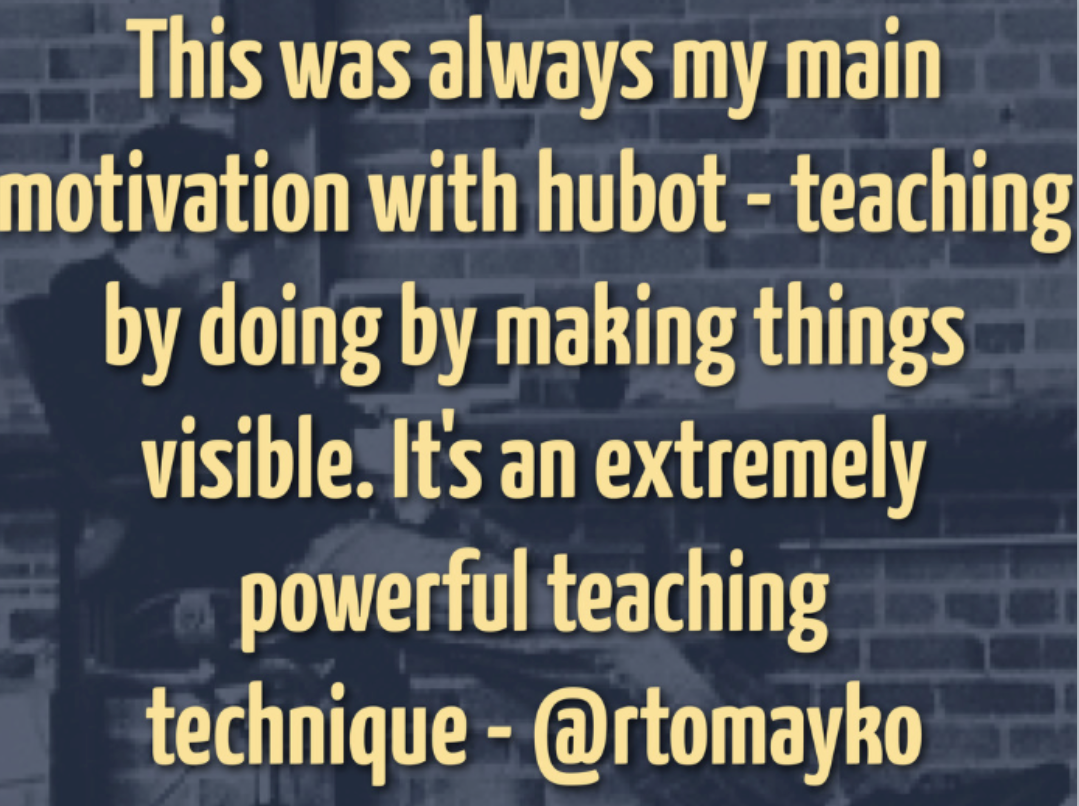 This was always my main
motivation with hubot - teaching
by doing by making things
visible. It's an extremely
powerful teaching
technique - @rtomayko